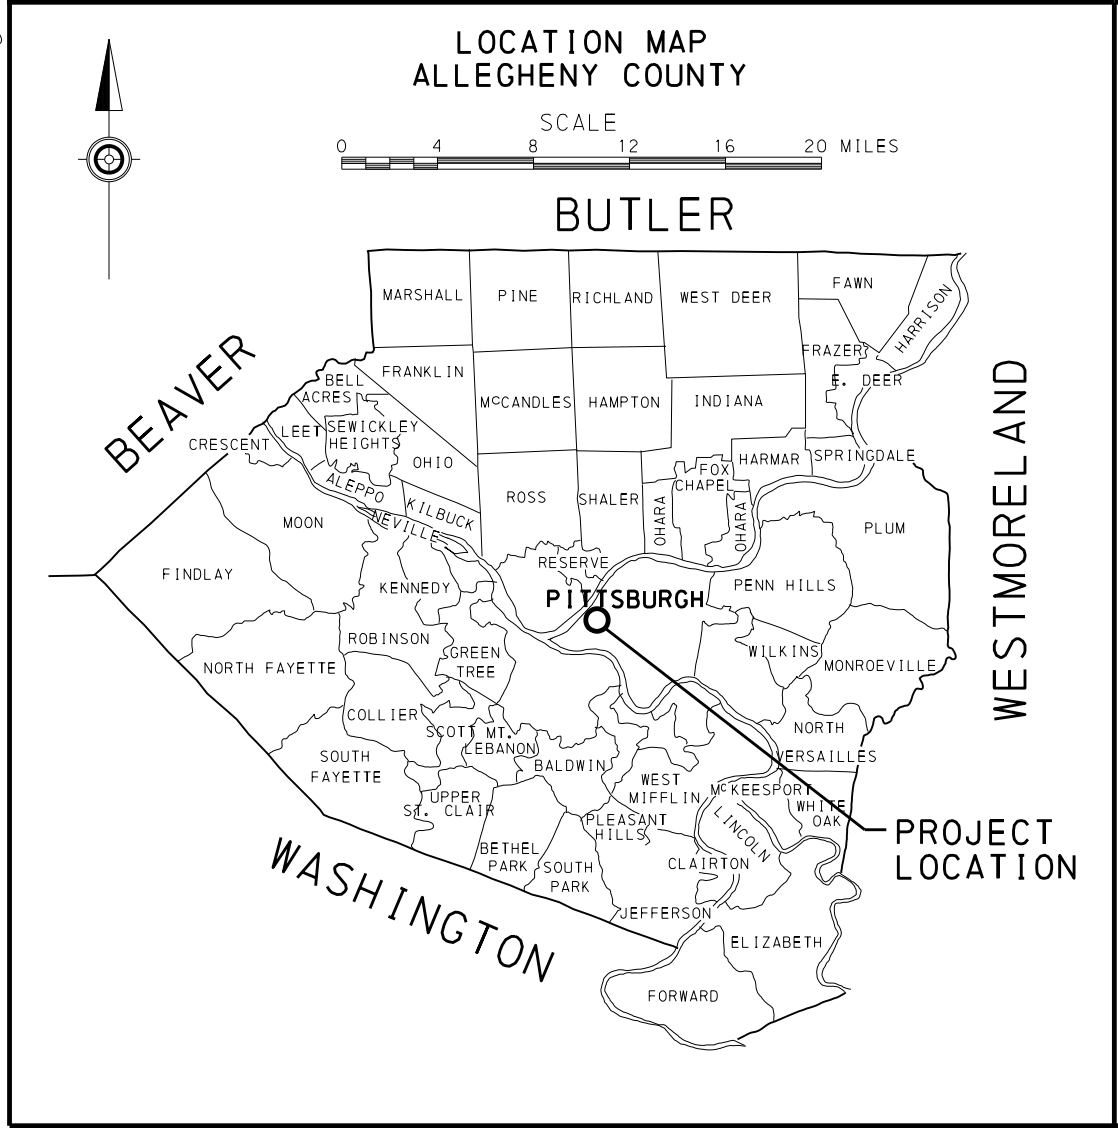 LOCATION MAP
ALLEGHENY COUNTY
SCALE
0 4 8 12 16 20 MILES
BUTLER
BEAVER
WESTMORELAND
WASHINGTON
MARSHALL
PINE
RICHLAND
WEST DEER
FAWN
HARRISON
FRAZER
E. DEER
FRANKLIN
BELL
ACRES
McCANDLES
HAMPTON
INDIANA
CRESCENT
LEET
SEWICKLEY
HEIGHTS
OHIO
HARMAR
SPRINGDALE
FOX
CHAPEL
ALEPPO
KILBUCK
NEVILLE
ROSS
SHALER
OHARA
OHARA
MOON
PLUM
FINDLAY
KENNEDY
RESERVE
PENN HILLS
PITTSBURGH
ROBINSON
GREEN
TREE
WILKINS
MONROEVILLE
NORTH FAYETTE
COLLIER
SCOTT
MT.
LEBANON
NORTH
VERSAILLES
SOUTH
FAYETTE
BALDWIN
WEST
MIFFLIN
McKEESPORT
WHITE
OAK
UPPER
ST. CLAIR
PLEASANT
HILLS
LINCOLN
PROJECT
LOCATION
BETHEL
PARK
SOUTH
PARK
CLAIRTON
JEFFERSON
ELIZABETH
FORWARD